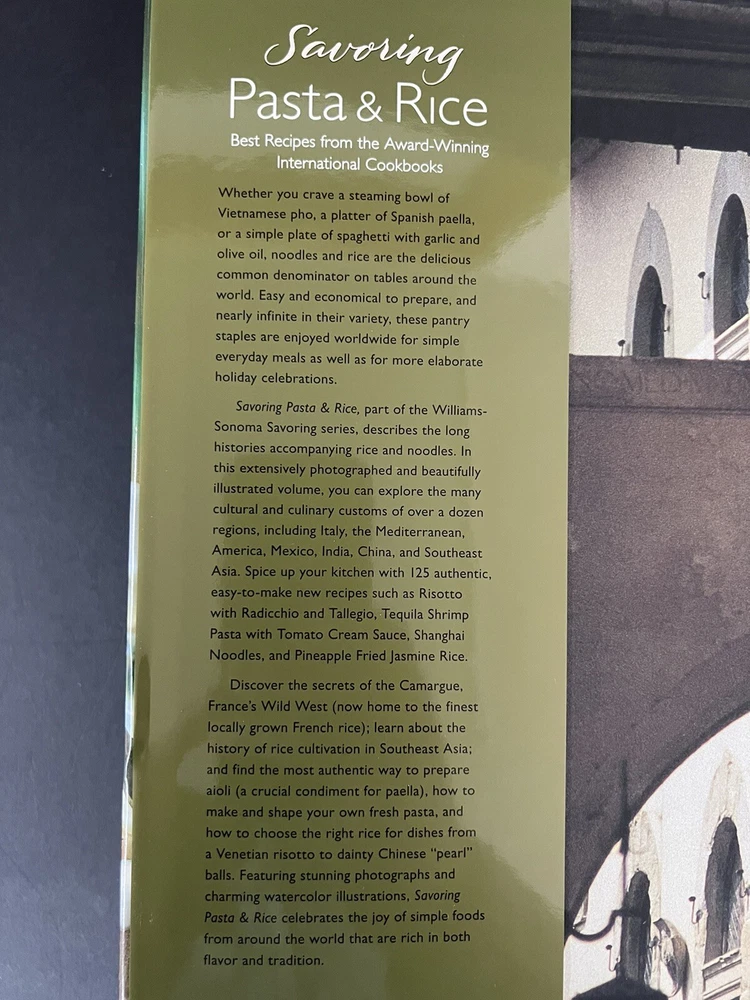 Savoring
Pasta & Rice
Best Recipes from the Award-Winning
International Cookbooks
Whether you crave a steaming bowl of
Vietnamese pho, a platter of Spanish paella,
or a simple plate of spaghetti with garlic and
olive oil, noodles and rice are the delicious
common denominator on tables around the
world. Easy and economical to prepare, and
nearly infinite in their variety, these pantry
staples are enjoyed worldwide for simple
everyday meals as well as for more elaborate
holiday celebrations.
Savoring Pasta & Rice, part of the Williams-
Sonoma Savoring series, describes the long
histories accompanying rice and noodles. In
this extensively photographed and beautifully
illustrated volume, you can explore the many
cultural and culinary customs of over a dozen
regions, including Italy, the Mediterranean,
America, Mexico, India, China, and Southeast
Asia. Spice up your kitchen with 125 authentic,
easy-to-make new recipes such as Risotto
with Radicchio and Tallegio, Tequila Shrimp
Pasta with Tomato Cream Sauce, Shanghai
Noodles, and Pineapple Fried Jasmine Rice.
Discover the secrets of the Camargue,
France's Wild West (now home to the finest
locally grown French rice); learn about the
history of rice cultivation in Southeast Asia;
and find the most authentic way to prepare
aioli (a crucial condiment for paella), how to
make and shape your own fresh pasta, and
how to choose the right rice for dishes from
a Venetian risotto to dainty Chinese "pearl"
balls. Featuring stunning photographs and
charming watercolor illustrations, Savoring
Pasta & Rice celebrates the joy of simple foods
from around the world that are rich in both
flavor and tradition.